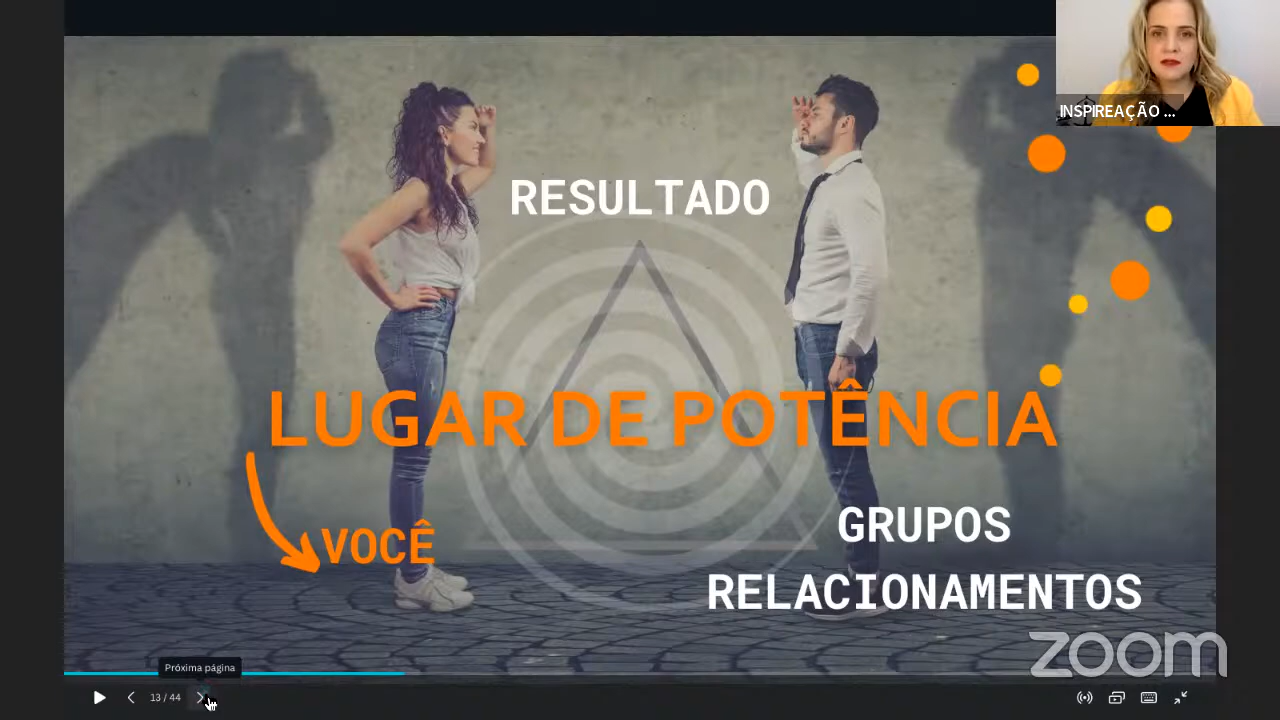 INSPIREAÇÃO ...
RESULTADO
LUGAR DE POTÊNCIA
VOCÊ
GRUPOS
RELACIONAMENTOS
zoom
Próxima página
13 / 44